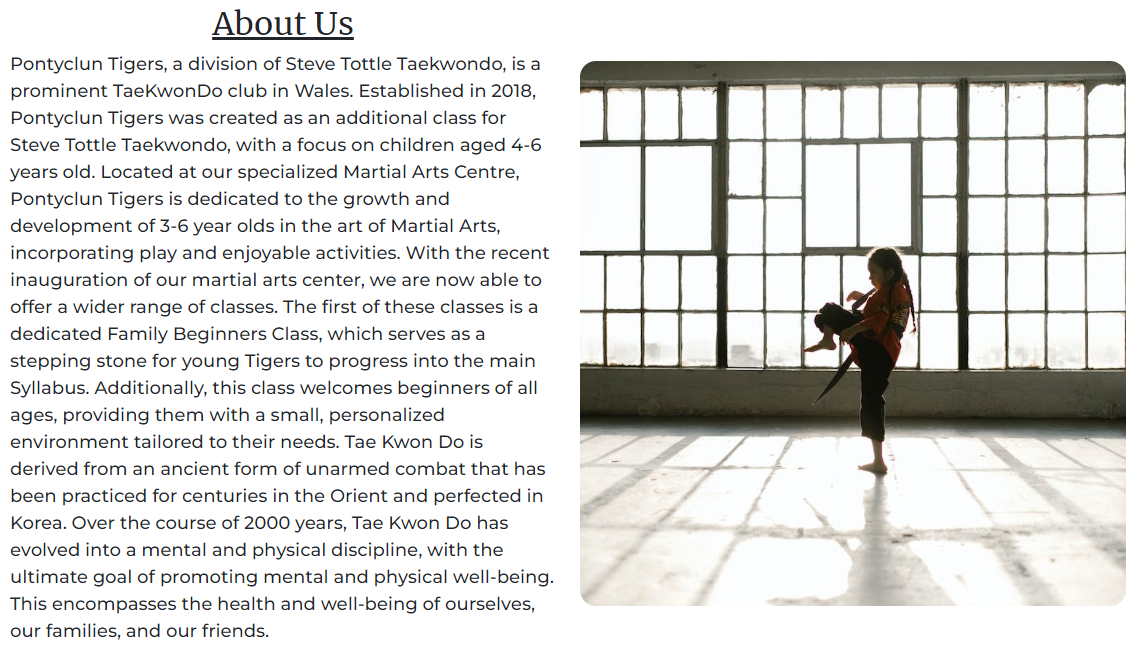 About Us
Pontyclun Tigers, a division of Steve Tottle Taekwondo, is a
prominent TaeKwonDo club in Wales. Established in 2018,
Pontyclun Tigers was created as an additional class for
Steve Tottle Taekwondo, with a focus on children aged 4-6
years old. Located at our specialized Martial Arts Centre,
Pontyclun Tigers is dedicated to the growth and
development of 3-6 year olds in the art of Martial Arts,
incorporating play and enjoyable activities. With the recent
inauguration of our martial arts center, we are now able to
offer a wider range of classes. The first of these classes is a
dedicated Family Beginners Class, which serves as a
stepping stone for young Tigers to progress into the main
Syllabus. Additionally, this class welcomes beginners of all
ages, providing them with a small, personalized
environment tailored to their needs. Tae Kwon Do is
derived from an ancient form of unarmed combat that has
been practiced for centuries in the Orient and perfected in
Korea. Over the course of 2000 years, Tae Kwon Do has
evolved into a mental and physical discipline, with the
ultimate goal of promoting mental and physical well-being.
This encompasses the health and well-being of ourselves,
our families, and our friends.